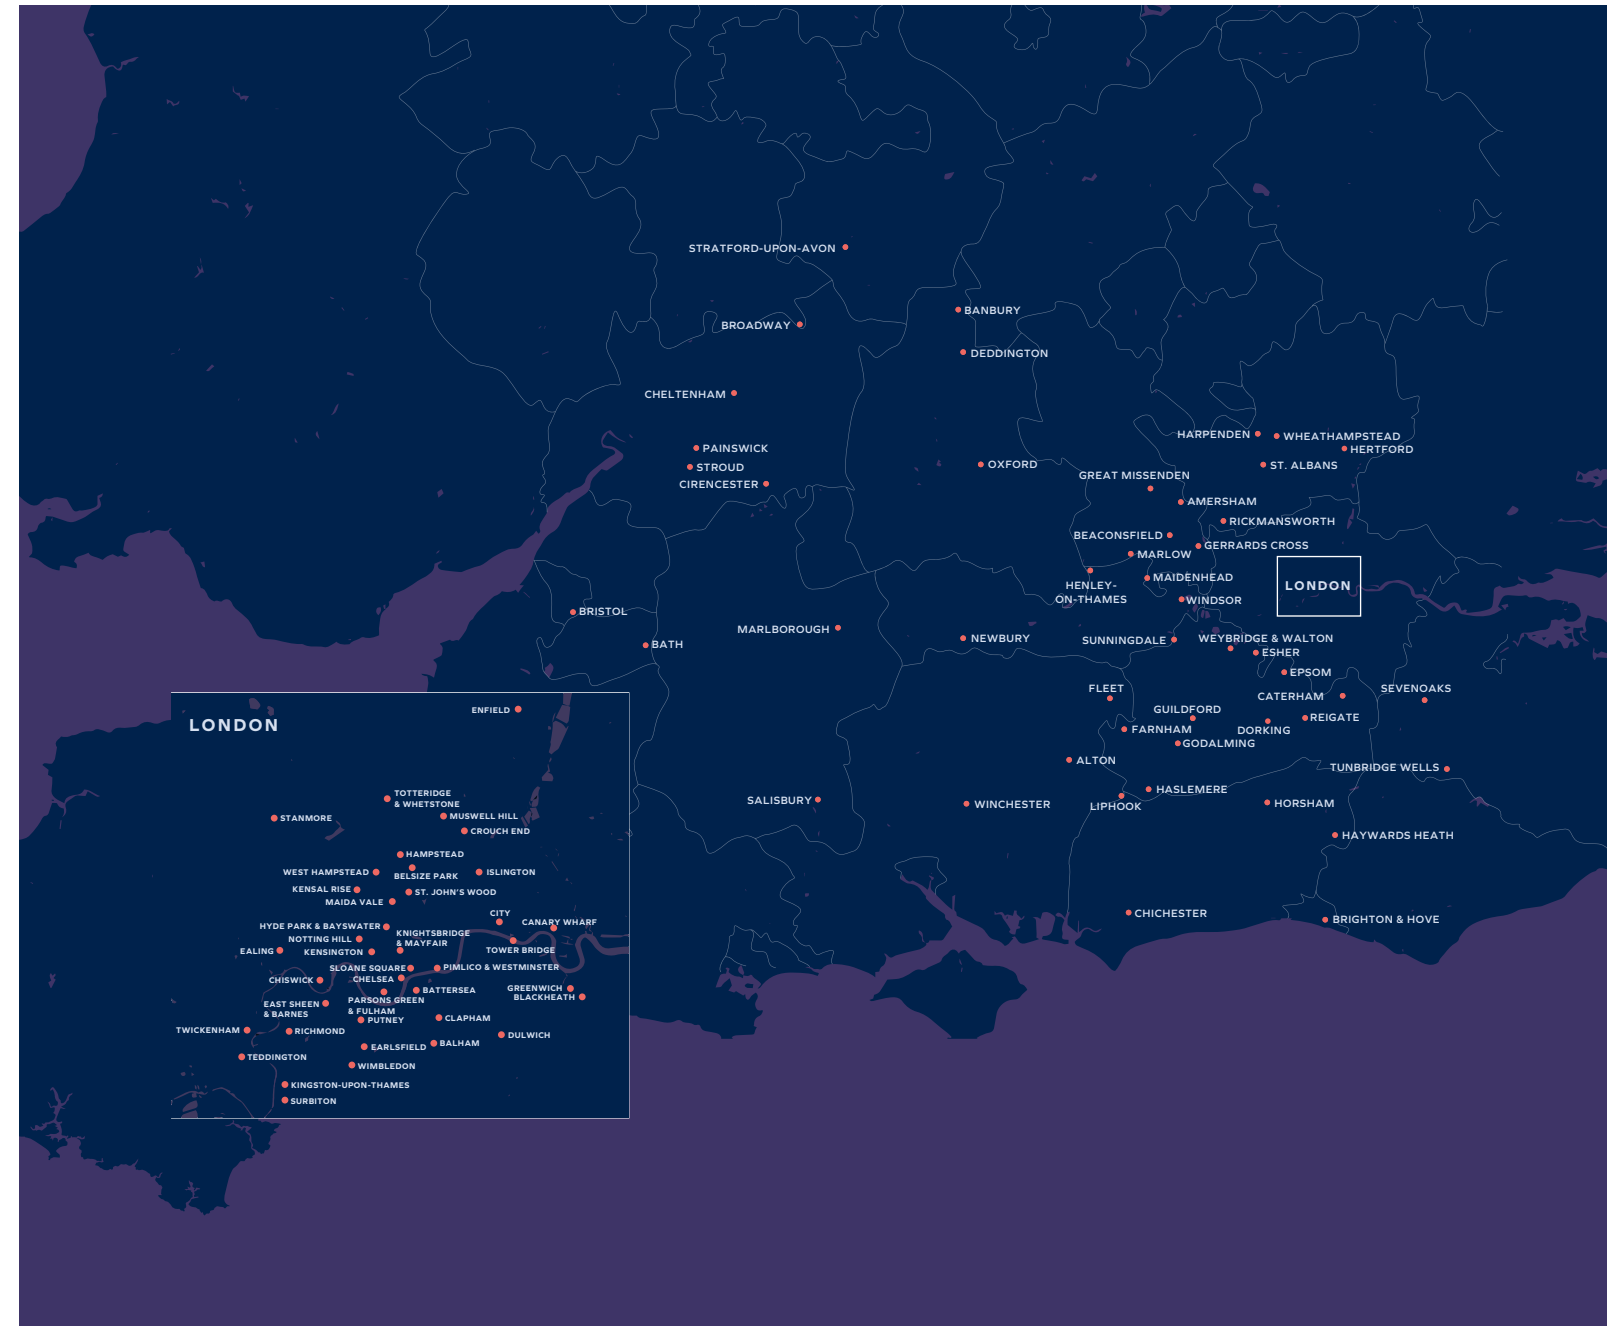 STRATFORD-UPON-AVON
BANBURY
BROADWAY
DEDDINGTON
CHELTENHAM
HARPENDEN
WHEATHAMPSTEAD
HERTFORD
PAINSWICK
STROUD
OXFORD
ST. ALBANS
GREAT MISSENDEN
CIRENCESTER
AMERSHAM
RICKMANSWORTH
BEACONSFIELD
GERRARDS CROSS
MARLOW
MAIDENHEAD
HENLEY-
ON-THAMES
LONDON
WINDSOR
BRISTOL
MARLBOROUGH
NEWBURY
SUNNINGDALE
WEYBRIDGE & WALTON
BATH
ESHER
EPSOM
FLEET
CATERHAM
SEVENOAKS
GUILDFORD
REIGATE
FARNHAM
DORKING
GODALMING
ALTON
TUNBRIDGE WELLS
HASLEMERE
SALISBURY
WINCHESTER
LIPHOOK
HORSHAM
HAYWARDS HEATH
CHICHESTER
BRIGHTON & HOVE
LONDON
ENFIELD
TOTTERIDGE
& WHETSTONE
STANMORE
MUSWELL HILL
CROUCH END
HAMPSTEAD
WEST HAMPSTEAD
BELSIZE PARK
ISLINGTON
KENSAL RISE
ST. JOHN'S WOOD
MAIDA VALE
CITY
CANARY WHARF
HYDE PARK & BAYSWATER
KNIGHTSBRIDGE
& MAYFAIR
NOTTING HILL
EALING
KENSINGTON
TOWER BRIDGE
SLOANE SQUARE
PIMLICO & WESTMINSTER
CHELSEA
CHISWICK
BATTERSEA
GREENWICH
BLACKHEATH
PARSONS GREEN
& FULHAM
EAST SHEEN
& BARNES
PUTNEY
CLAPHAM
TWICKENHAM
RICHMOND
DULWICH
EARLSFIELD
BALHAM
TEDDINGTON
WIMBLEDON
KINGSTON-UPON-THAMES
SURBITON